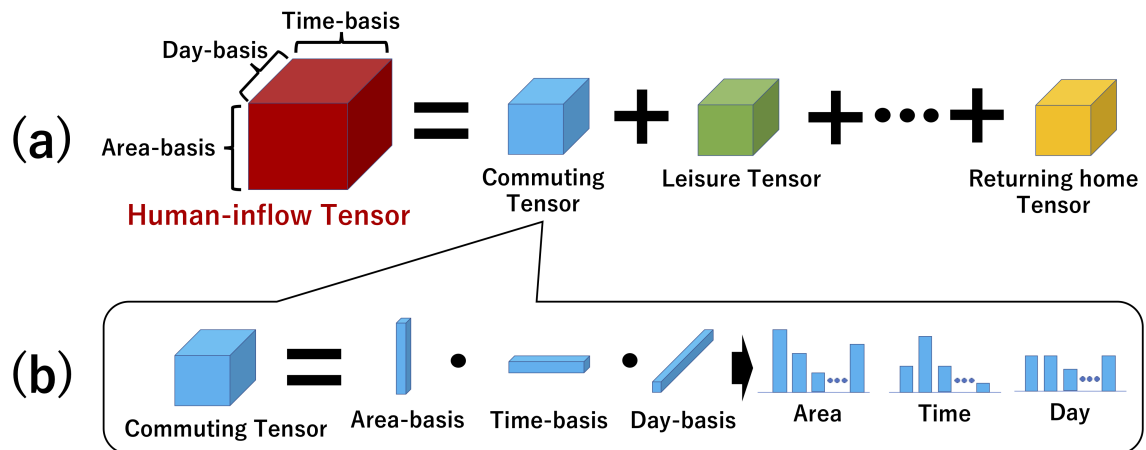 Time-basis
Day-basis
(a)
Area-basis
=
+
+
•••
+
Commuting
Tensor
Leisure Tensor
Returning home
Tensor
Human-inflow Tensor
(b)
=
•
•
•••
•••
•••
Commuting Tensor
Area-basis
Time-basis
Day-basis
Area
Time
Day